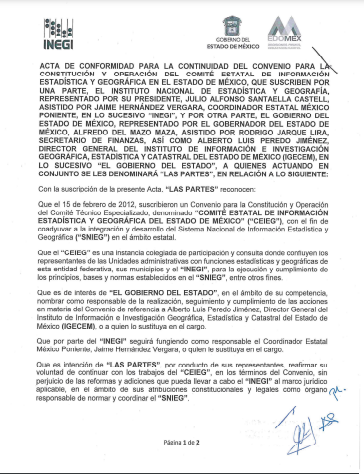 INEGI
GOBIERNO DEL
ESTADO DE MÉXICO
EDOMEX
ACTA DE CONFORMIDAD PARA LA CONTINUIDAD DEL CONVENIO PARA LA
CONSTITUCIÓN Y OPERACIÓN DEL COMITÉ ESTATAL DE INFORMACIÓN
ESTADÍSTICA Y GEOGRÁFICA EN EL ESTADO DE MÉXICO, QUE SUSCRIBEN POR
UNA PARTE, EL INSTITUTO NACIONAL DE ESTADÍSTICA Y GEOGRAFÍA,
REPRESENTADO POR SU PRESIDENTE, JULIO ALFONSO SANTAELLA CASTELL,
ASISTIDO POR JAIME HERNÁNDEZ VERGARA, COORDINADOR ESTATAL MÉXICO
PONIENTE, EN LO SUCESIVO "INEGI", Y POR OTRA PARTE, EL GOBIERNO DEL
ESTADO DE MÉXICO, REPRESENTADO POR EL GOBERNADOR DEL ESTADO DE
MÉXICO, ALFREDO DEL MAZO MAZA, ASISTIDO POR RODRIGO JARQUE LIRA,
SECRETARIO DE FINANZAS, ASÍ COMO ALBERTO LUIS PEREDO JIMÉNEZ,
DIRECTOR GENERAL DEL INSTITUTO DE INFORMACIÓN E INVESTIGACIÓN
GEOGRÁFICA, ESTADÍSTICA Y CATASTRAL DEL ESTADO DE MÉXICO (IGECEM), EN
LO SUCESIVO "EL GOBIERNO DEL ESTADO", A QUIENES ACTUANDO EN
CONJUNTO SE LES DENOMINARÁ "LAS PARTES", EN RELACIÓN A LO SIGUIENTE:
Con la suscripción de la presente Acta. "LAS PARTES" reconocen:
Que el 15 de febrero de 2012, suscribieron un Convenio para la Constitución y Operación
del Comité Técnico Especializado, denominado "COMITÉ ESTATAL DE INFORMACIÓN
ESTADÍSTICA Y GEOGRÁFICA DEL ESTADO DE MÉXICO" ("CEIEG"), con el fin de
coadyuvar a la integración y desarrollo del Sistema Nacional de Información Estadística y
Geográfica ("SNIEG") en el ámbito estatal.
Que el "CEIEG" es una instancia colegiada de participación y consulta donde confluyen los
representantes de las Unidades administrativas con funciones estadísticas y geográficas de
esta entidad federativa, sus municipios y el "INEGI", para la ejecución y cumplimiento de
los principios, bases y normas establecidos en el "SNIEG", entre otros fines.
Que es de interés de "EL GOBIERNO DEL ESTADO", en el ámbito de su competencia,
nombrar como responsable de la realización, seguimiento y cumplimiento de las acciones
en materia del Convenio de referencia a Alberto Luis Peredo Jiménez, Director General del
Instituto de Información e Investigación Geográfica, Estadística y Catastral del Estado de México
(IGECEM), o a quien lo sustituya en el cargo.
Que por parte del "INEGI" seguirá fungiendo como responsable el Coordinador Estatal
México Poniente, Jaime Hernández Vergara, o quien le sustituya en el cargo.
Que es intención de "LAS PARTES", por conducto de sus representantes, reafirmar su
voluntad de continuar con los trabajos del "CEIEG", en los términos del Convenio, sin
perjuicio de las reformas y adiciones que pueda llevar a cabo el "INEGI" al marco jurídico
aplicable, en el ámbito de sus atribuciones constitucionales y legales como órgano
responsable de normar y coordinar el "SNIEG".
Página 1 de 2